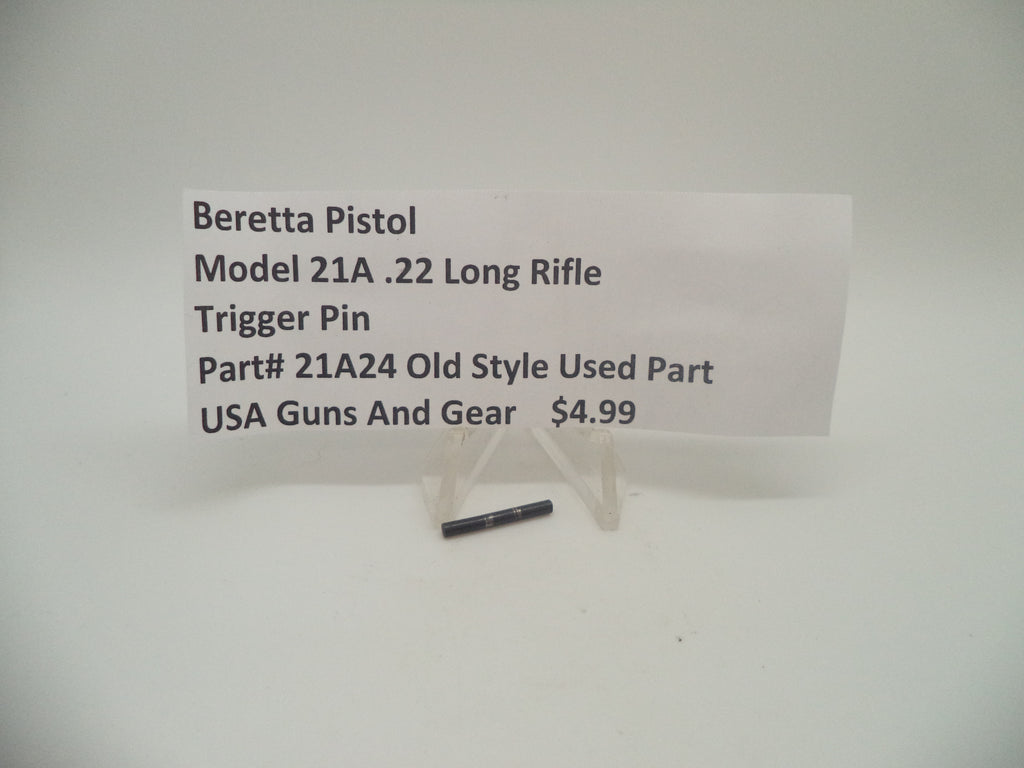 Beretta Pistol
Model 21A .22 Long Rifle
Trigger Pin
Part# 21A24 Old Style Used Part
USA Guns And Gear $4.99